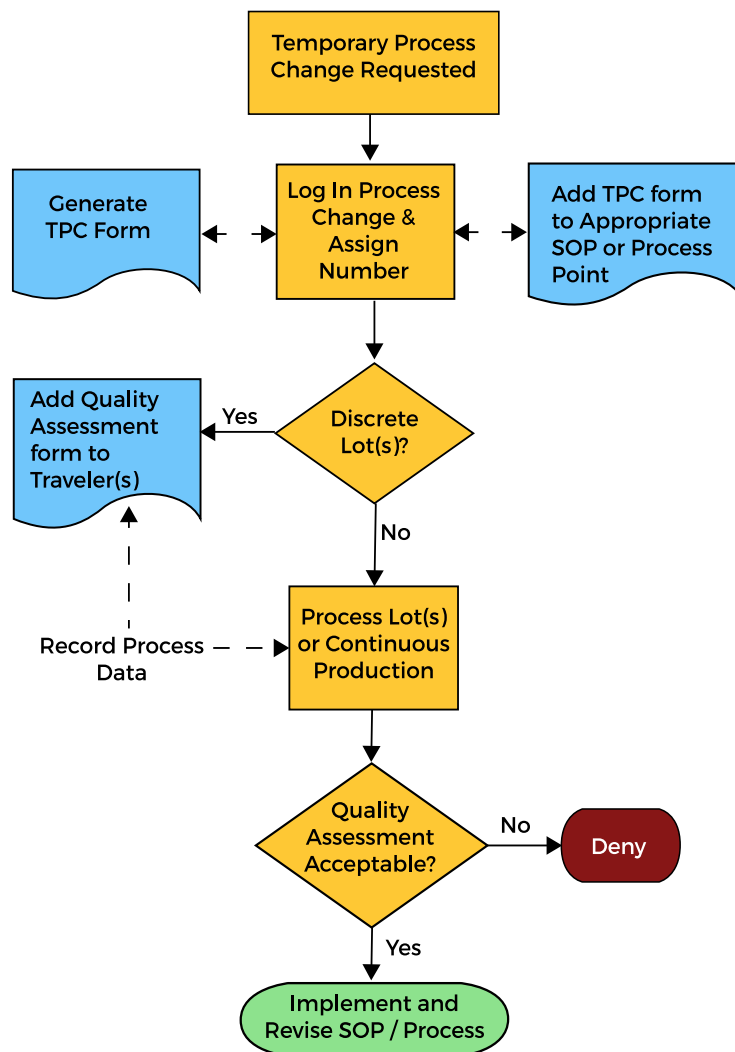 Temporary Process
Change Requested
Generate
TPC Form
Log In Process
Change &
Assign
Number
Add TPC form
to Appropriate
SOP or Process
Point
Add Quality
Assessment
form to
Traveler(s)
Yes
Discrete
Lot(s)?
No
Record Process
Data
Process Lot(s)
or Continuous
Production
Quality
Assessment
Acceptable?
No
Deny
Yes
Implement and
Revise SOP / Process